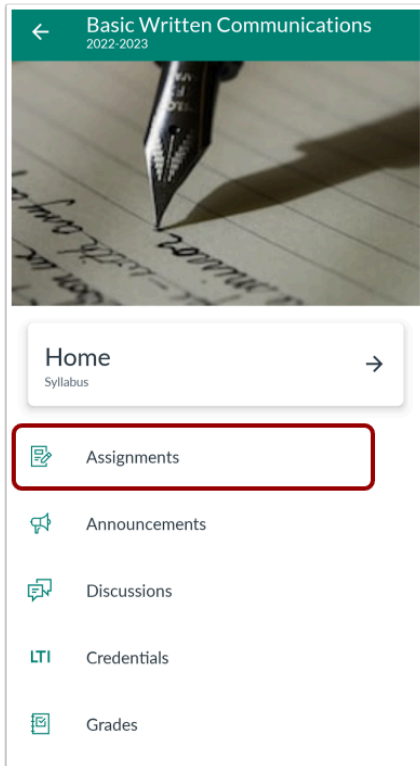 Basic Written Communications
2022-2023
Home
Syllabus
Assignments
Announcements
Discussions
LTI Credentials
Grades